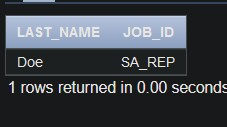 LAST_NAME JOB_ID
Doe SA_REP
1 rows returned in 0.00 seconds